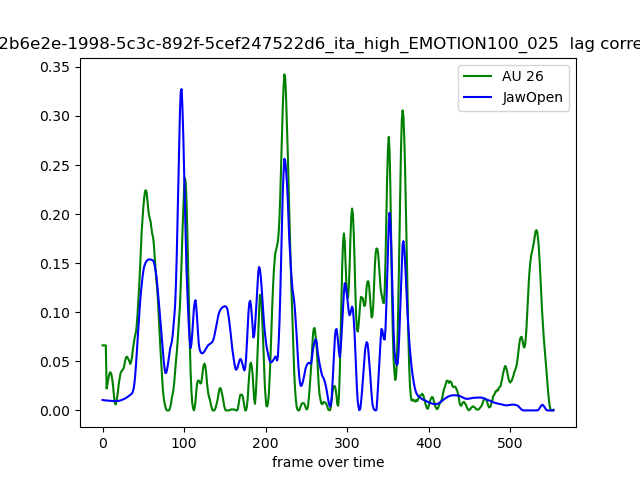 2b6e2e-1998-5c3c-892f-5cef247522d6_ita_high_EMOTION100_025 lag corre
0.35
0.30
0.25
0.20
0.15
0.10
0.05
0.00
AU 26
JawOpen
0 100 200 300 400 500
frame over time